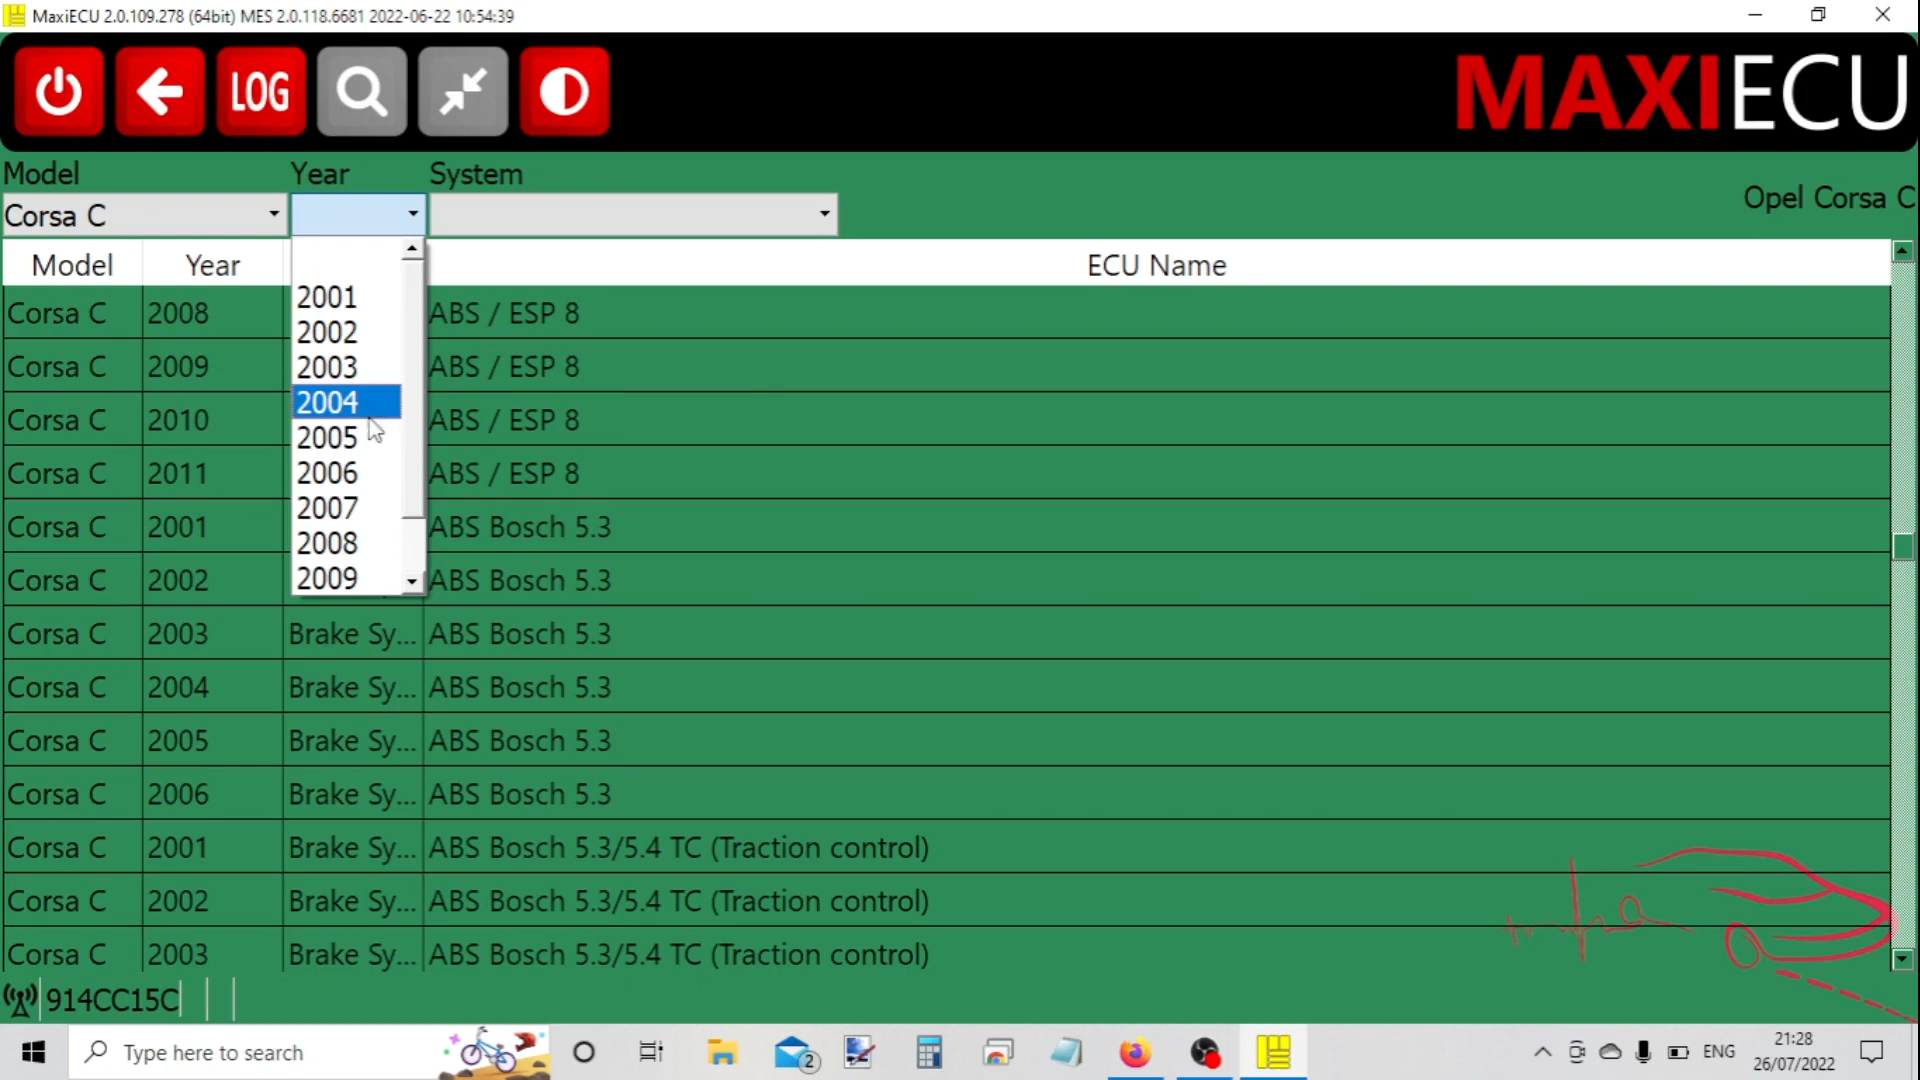 MaxiECU 2.0.109.278 (64bit) MES 2.0.118.6681 2022-06-22 10:54:39
LOG
MAXIECU
Model Year System
Corsa C
Opel Corsa C
Model Year ECU Name
2001
2002
2003
2004
2005
2006
2007
2008
2009
Corsa C 2008 ABS / ESP 8
Corsa C 2009 ABS / ESP 8
Corsa C 2010 ABS / ESP 8
Corsa C 2011 ABS / ESP 8
Corsa C 2001 ABS Bosch 5.3
Corsa C 2002 ABS Bosch 5.3
Corsa C 2003 Brake Sy... ABS Bosch 5.3
Corsa C 2004 Brake Sy... ABS Bosch 5.3
Corsa C 2005 Brake Sy... ABS Bosch 5.3
Corsa C 2006 Brake Sy... ABS Bosch 5.3
Corsa C 2001 Brake Sy... ABS Bosch 5.3/5.4 TC (Traction control)
Corsa C 2002 Brake Sy... ABS Bosch 5.3/5.4 TC (Traction control)
Corsa C 2003 Brake Sy... ABS Bosch 5.3/5.4 TC (Traction control)
914CC15C
Type here to search
2
ENG
21:28
26/07/2022